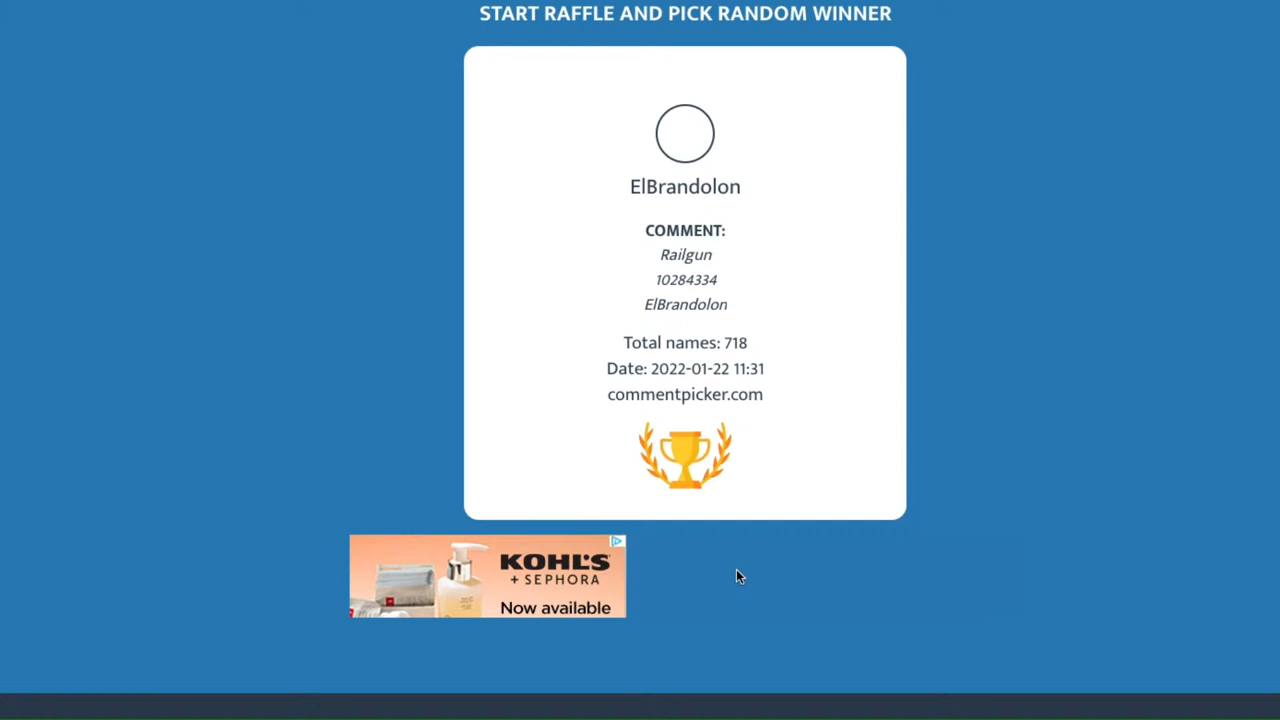 START RAFFLE AND PICK RANDOM WINNER
ElBrandolon
COMMENT:
Railgun
10284334
ElBrandolon
Total names: 718
Date: 2022-01-22 11:31
commentpicker.com
KOHL'S
+ SEPHORA
Now available